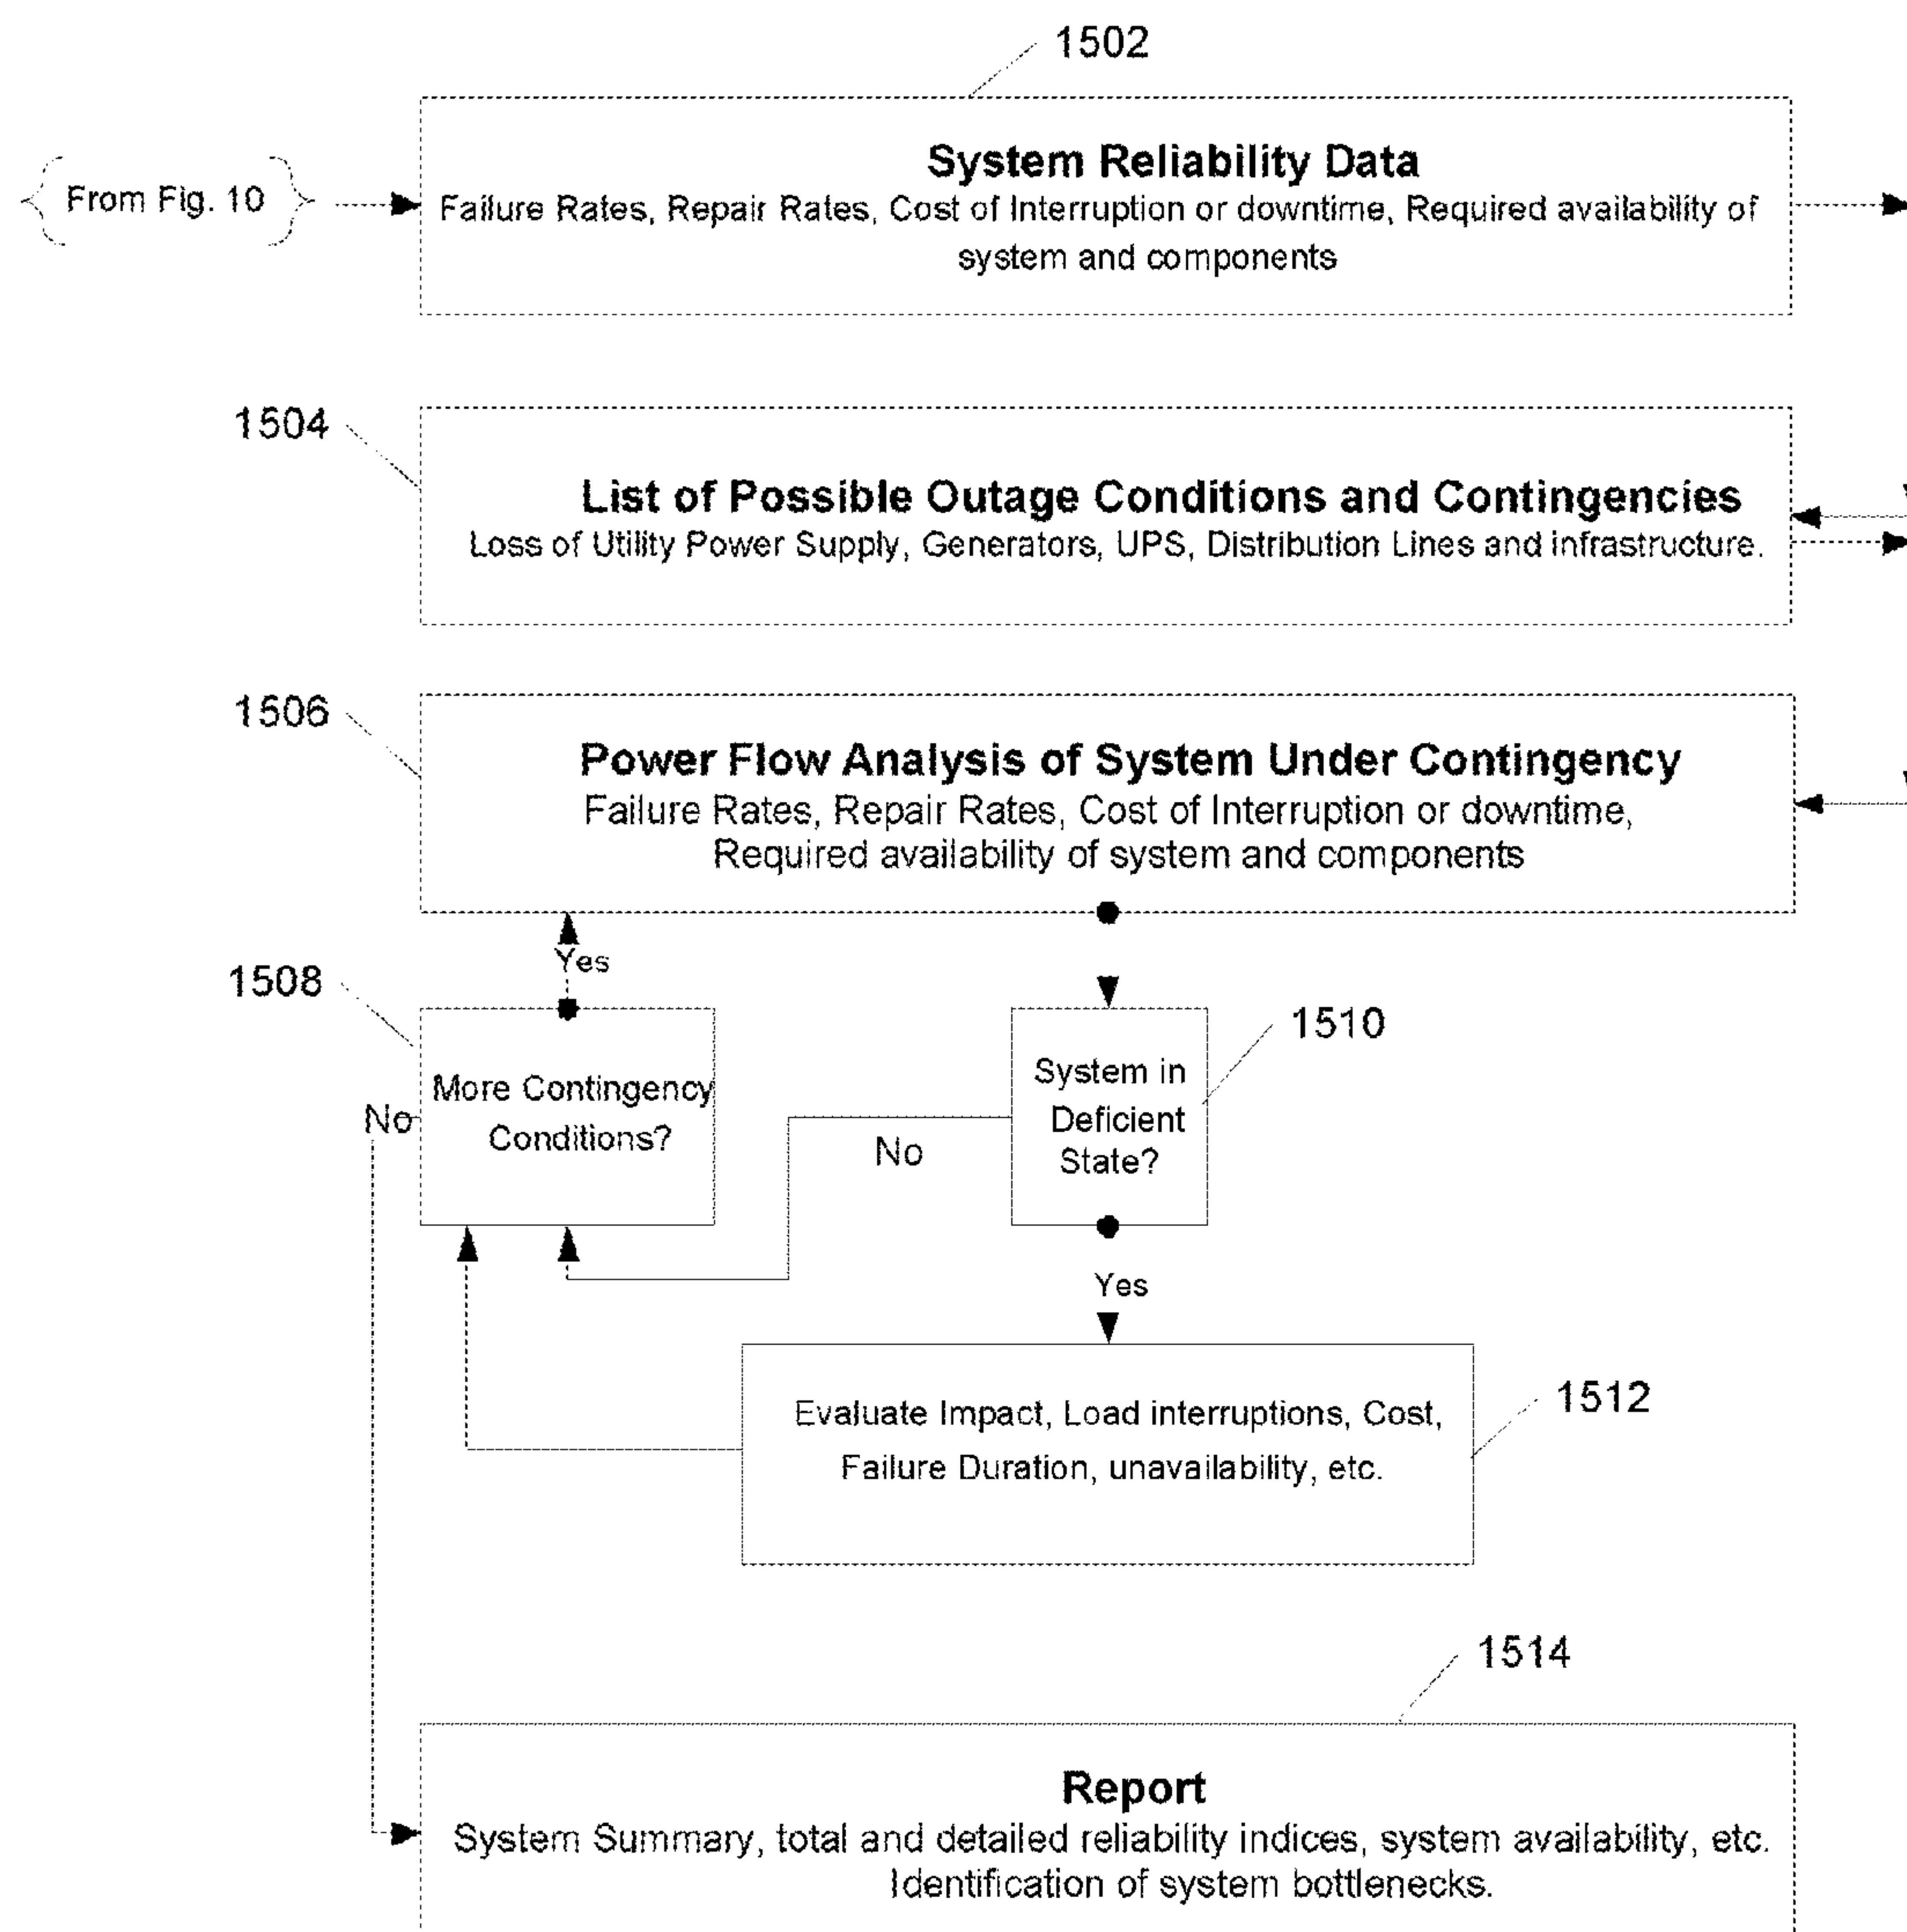 1502
System Reliability Data
From Fig. 10
Failure Rates, Repair Rates, Cost of Interruption or downtime, Required availability of
system and components
1504
List of Possible Outage Conditions and Contingencies
Loss of Utility Power Supply, Generators, UPS, Distribution Lines and infrastructure.
1506
Power Flow Analysis of System Under Contingency
Failure Rates, Repair Rates, Cost of Interruption or downtime,
Required availability of system and components
Yes
1508
More Contingency
Conditions?
No
1510
System in
Deficient
State?
No
Yes
1512
Evaluate Impact, Load interruptions, Cost,
Failure Duration, unavailability, etc.
1514
Report
System Summary, total and detailed reliability indices, system availability, etc.
Identification of system bottlenecks.